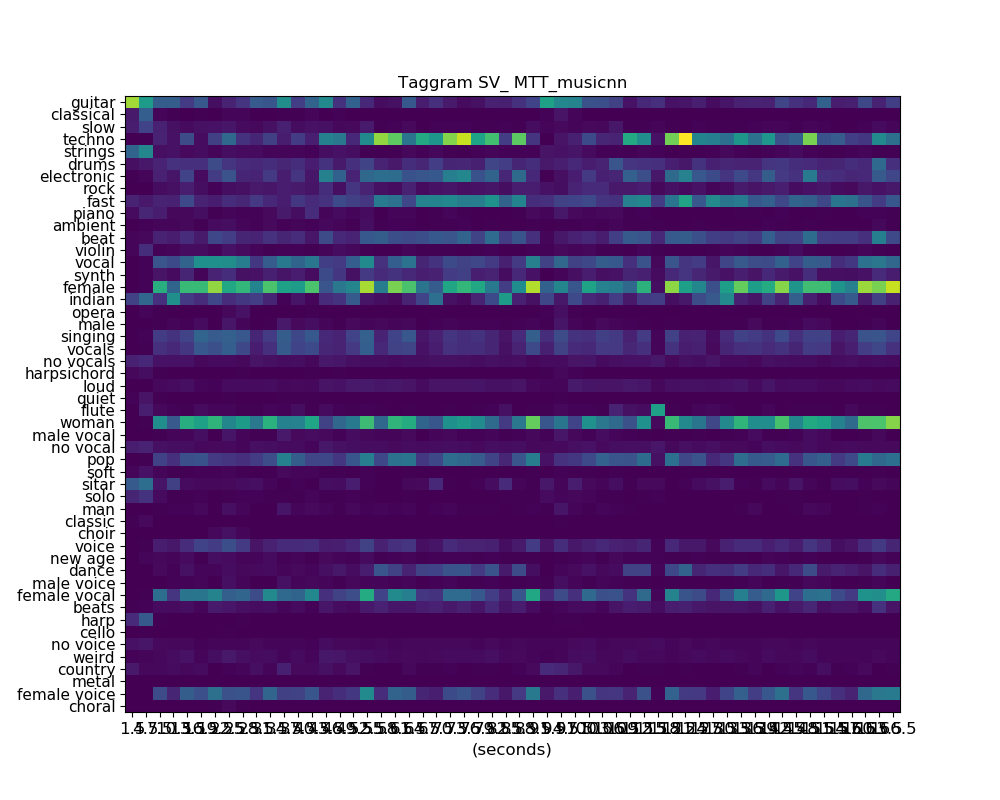 Taggram SV_ MTT_musicnn
guitar
classical
slow
techno
strings
drums
electronic
rock
fast
piano
ambient
beat
violin
vocal
synth
female
indian
opera
male
singing
vocals
no vocals
harpsichord
loud
quiet
flute
woman
male vocal
no vocal
pop
soft
sitar
solo
man
classic
choir
voice
new age
dance
male voice
female vocal
beats
harp
cello
no voice
weird
country
metal
female voice
choral
(seconds)